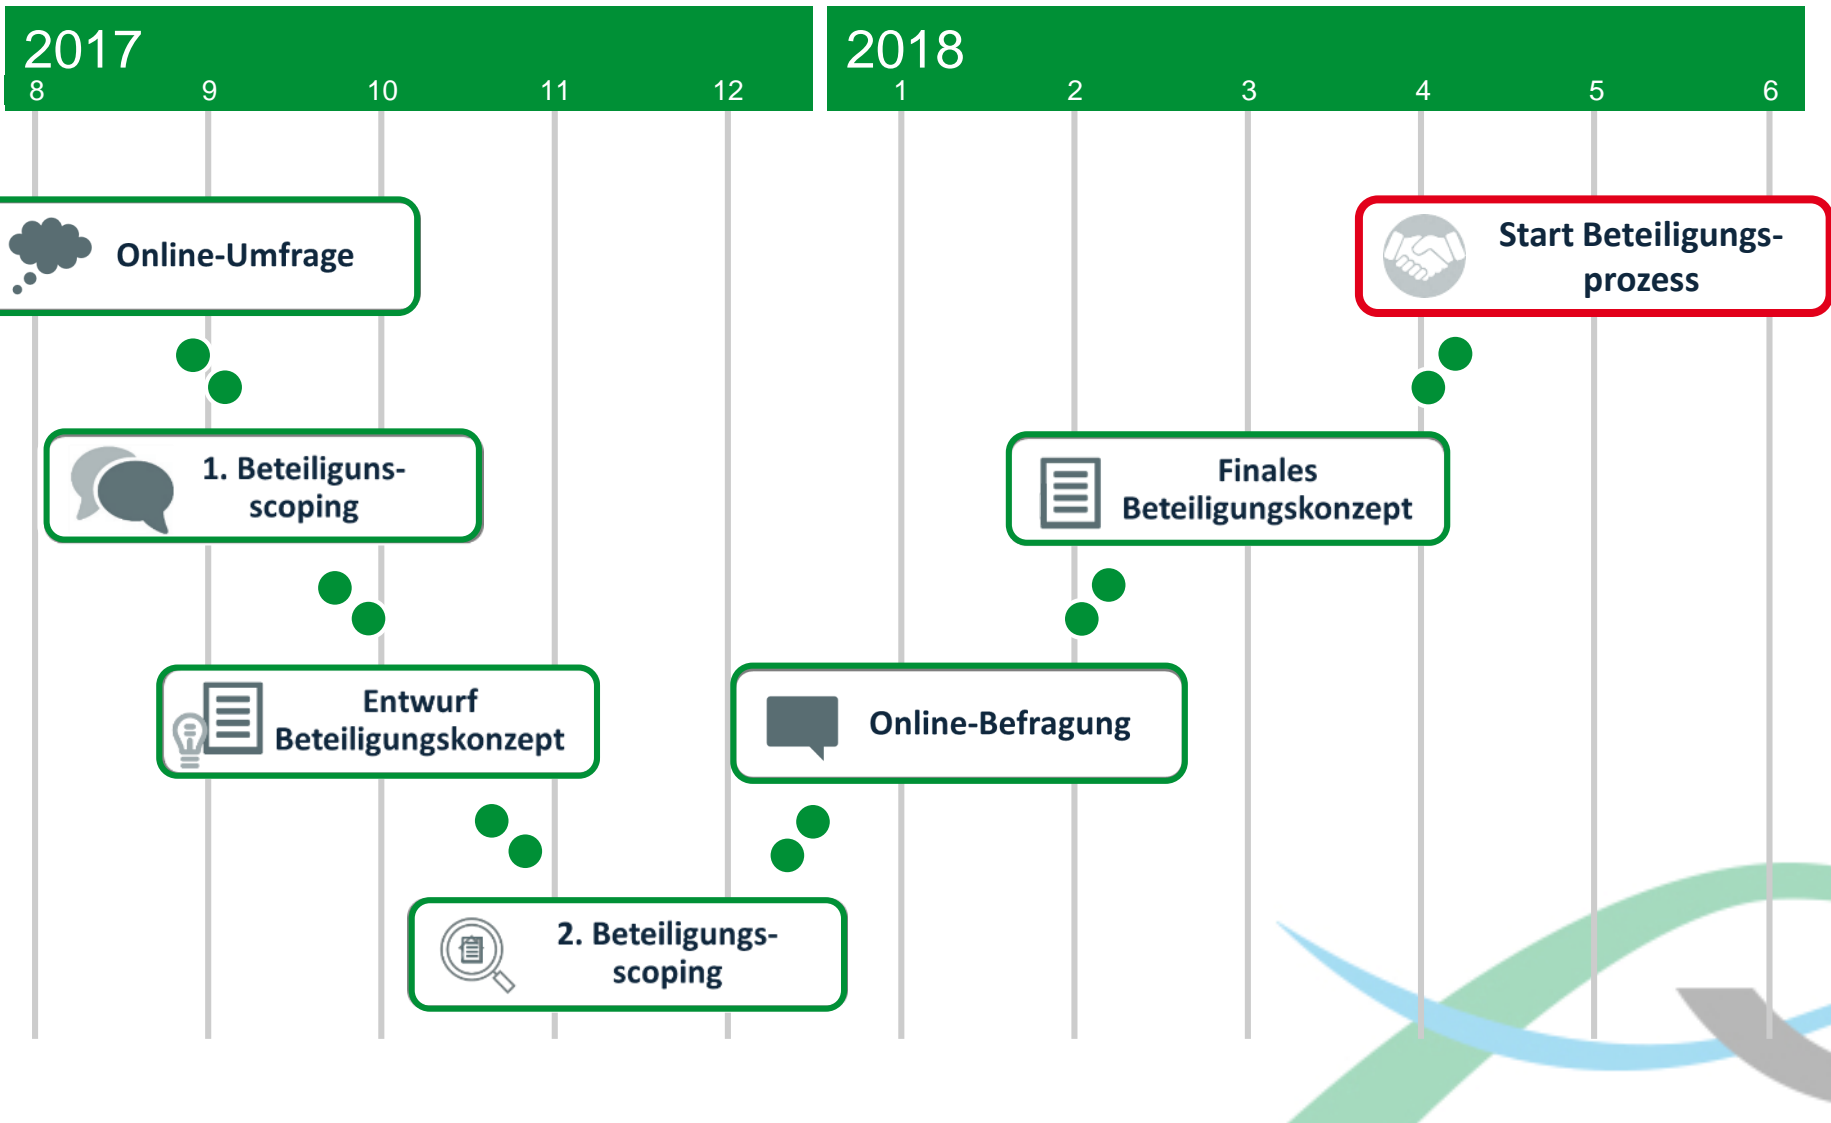 2017
2018
8 9 10 11 12 1 2 3 4 5 6
Online-Umfrage
Start Beteiligungs-
prozess
1. Beteiliguns-
scoping
Finales
Beteiligungskonzept
Entwurf
Beteiligungskonzept
Online-Befragung
2. Beteiligungs-
scoping